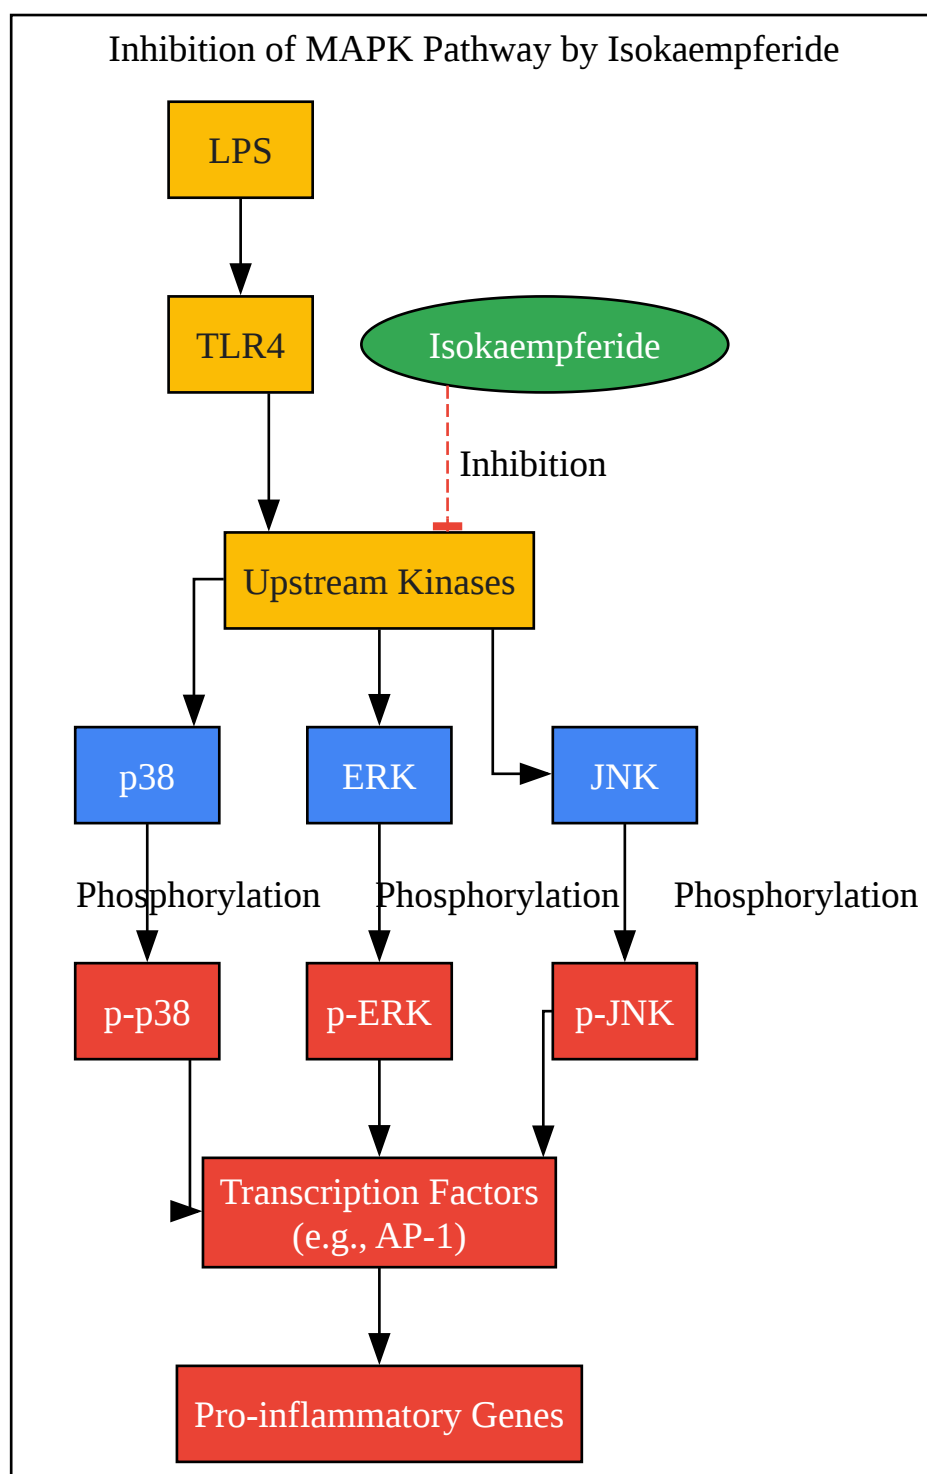 Inhibition of MAPK Pathway by Isokaempferide
LPS
TLR4
Isokaempferide
Inhibition
Upstream Kinases
p38
ERK
JNK
Phosphorylation
Phosphorylation
Phosphorylation
p-p38
p-ERK
p-JNK
Transcription Factors
(e.g., AP-1)
Pro-inflammatory Genes